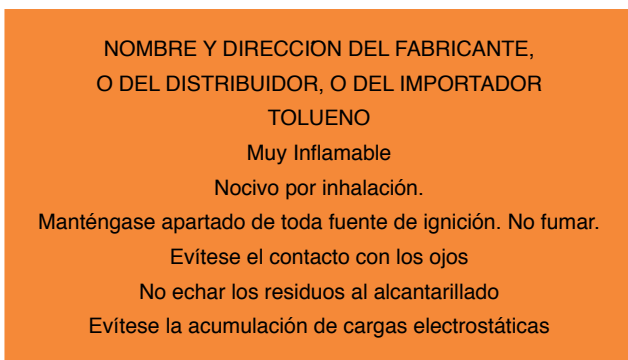 NOMBRE Y DIRECCION DEL FABRICANTE,
O DEL DISTRIBUIDOR, O DEL IMPORTADOR
TOLUENO
Muy Inflamable
Nocivo por inhalación.
Manténgase apartado de toda fuente de ignición. No fumar.
Evítese el contacto con los ojos
No echar los residuos al alcantarillado
Evítese la acumulación de cargas electrostáticas